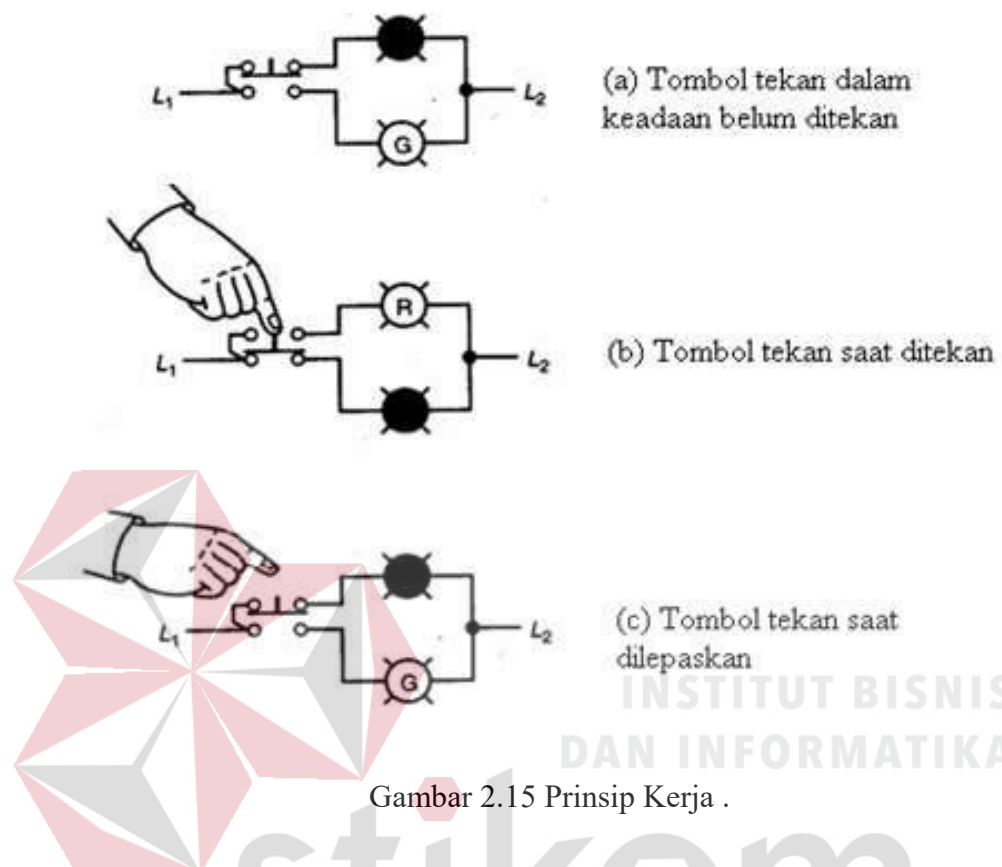 L₁
L₂
G
(a) Tombol tekan dalam
keadaan belum ditekan
L₁
R
L₂
(b) Tombol tekan saat ditekan
L₁
G
L₂
(c) Tombol tekan saat
dilepaskan
INSTITUT BISNIS
DAN INFORMATIKA
Gambar 2.15 Prinsip Kerja .
stikom